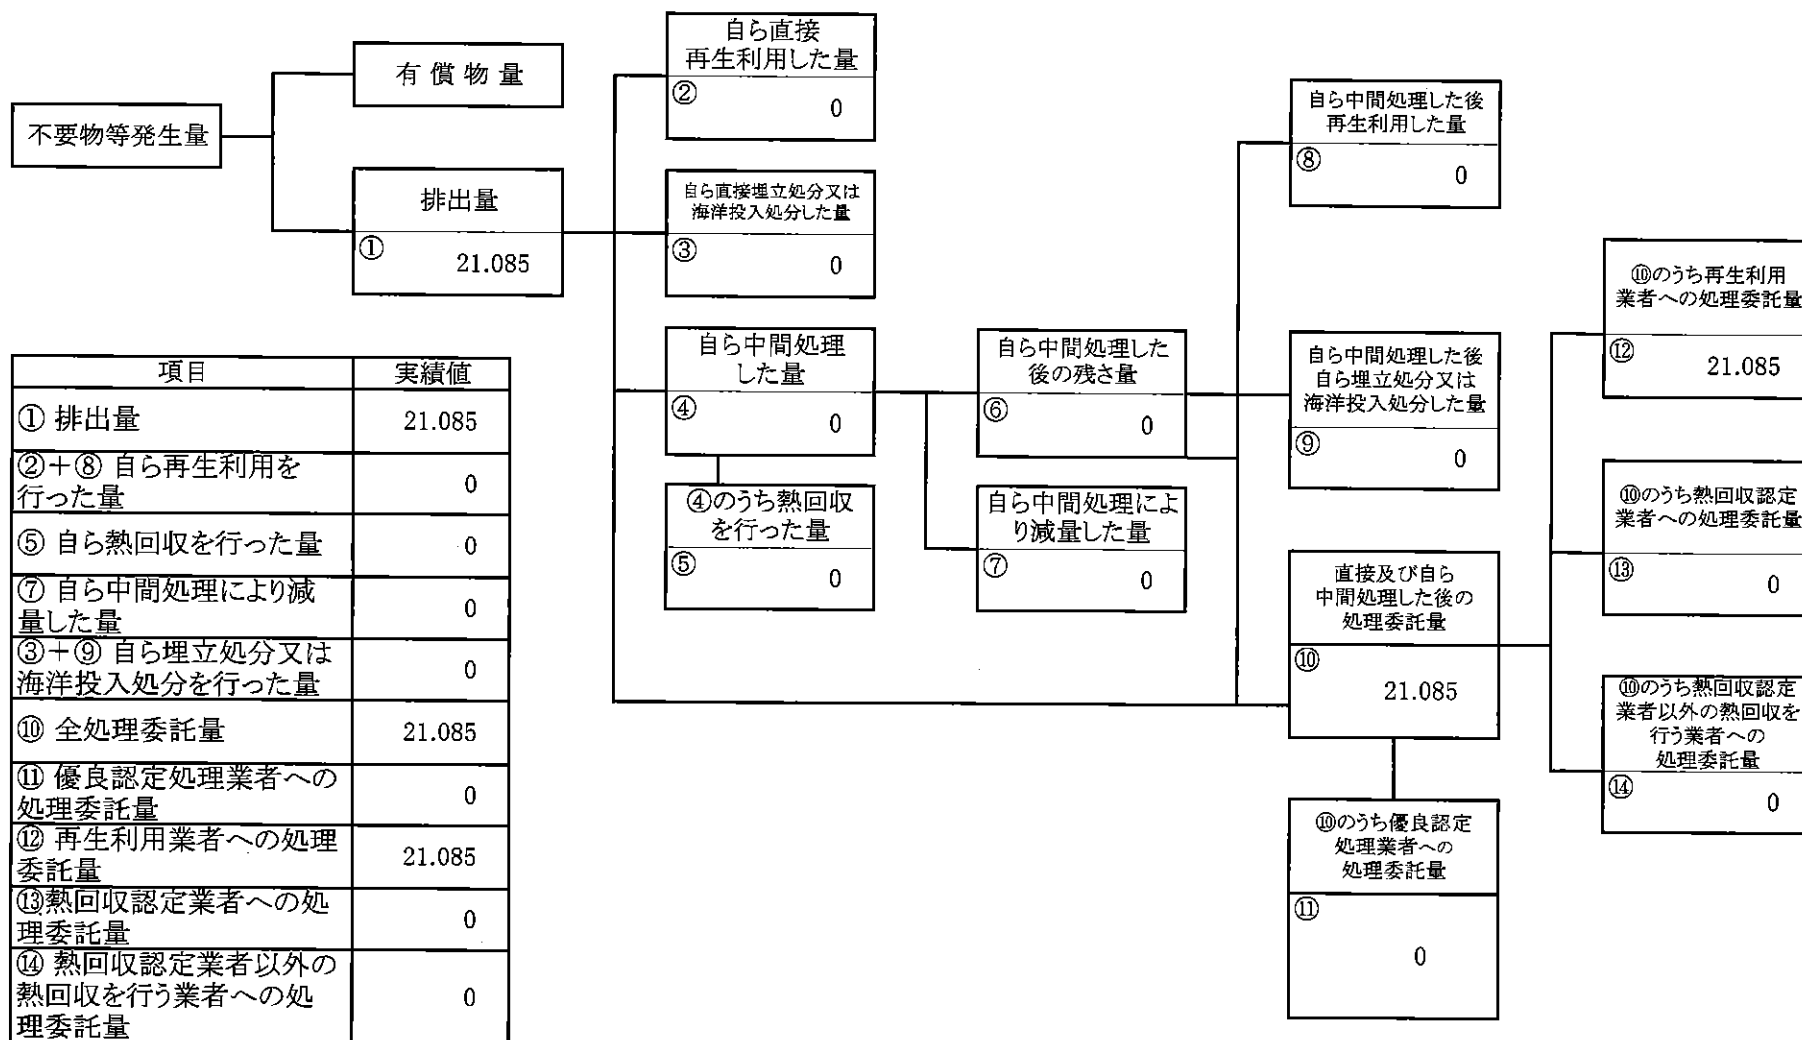 不要物等発生量
有償物量
排出量
①
21.085
自ら直接
再生利用した量
②
0
自ら直接埋立処分又は
海洋投入処分した量
③
0
自ら中間処理
した量
④
0
④のうち熱回収
を行った量
⑤
0
自ら中間処理した
後の残さ量
⑥
0
自ら中間処理によ
り減量した量
⑦
0
自ら中間処理した後
再生利用した量
⑧
0
自ら中間処理した後
自ら埋立処分又は
海洋投入処分した量
⑨
0
直接及び自ら
中間処理した後の
処理委託量
⑩
21.085
⑩のうち優良認定
処理業者への
処理委託量
⑪
0
⑩のうち再生利用
業者への処理委託量
⑫
21.085
⑩のうち熱回収認定
業者への処理委託量
⑬
0
⑩のうち熱回収認定
業者以外の熱回収を
行う業者への
処理委託量
⑭
0
項目 実績値
① 排出量 21.085
②+⑧ 自ら再生利用を
行った量 0
⑤ 自ら熱回収を行った量 0
⑦ 自ら中間処理により減
量した量 0
③+⑨ 自ら埋立処分又は
海洋投入処分を行った量 0
⑩ 全処理委託量 21.085
⑪ 優良認定処理業者への
処理委託量 0
⑫ 再生利用業者への処理
委託量 21.085
⑬熱回収認定業者への処
理委託量 0
⑭ 熱回収認定業者以外の
熱回収を行う業者への処
理委託量 0